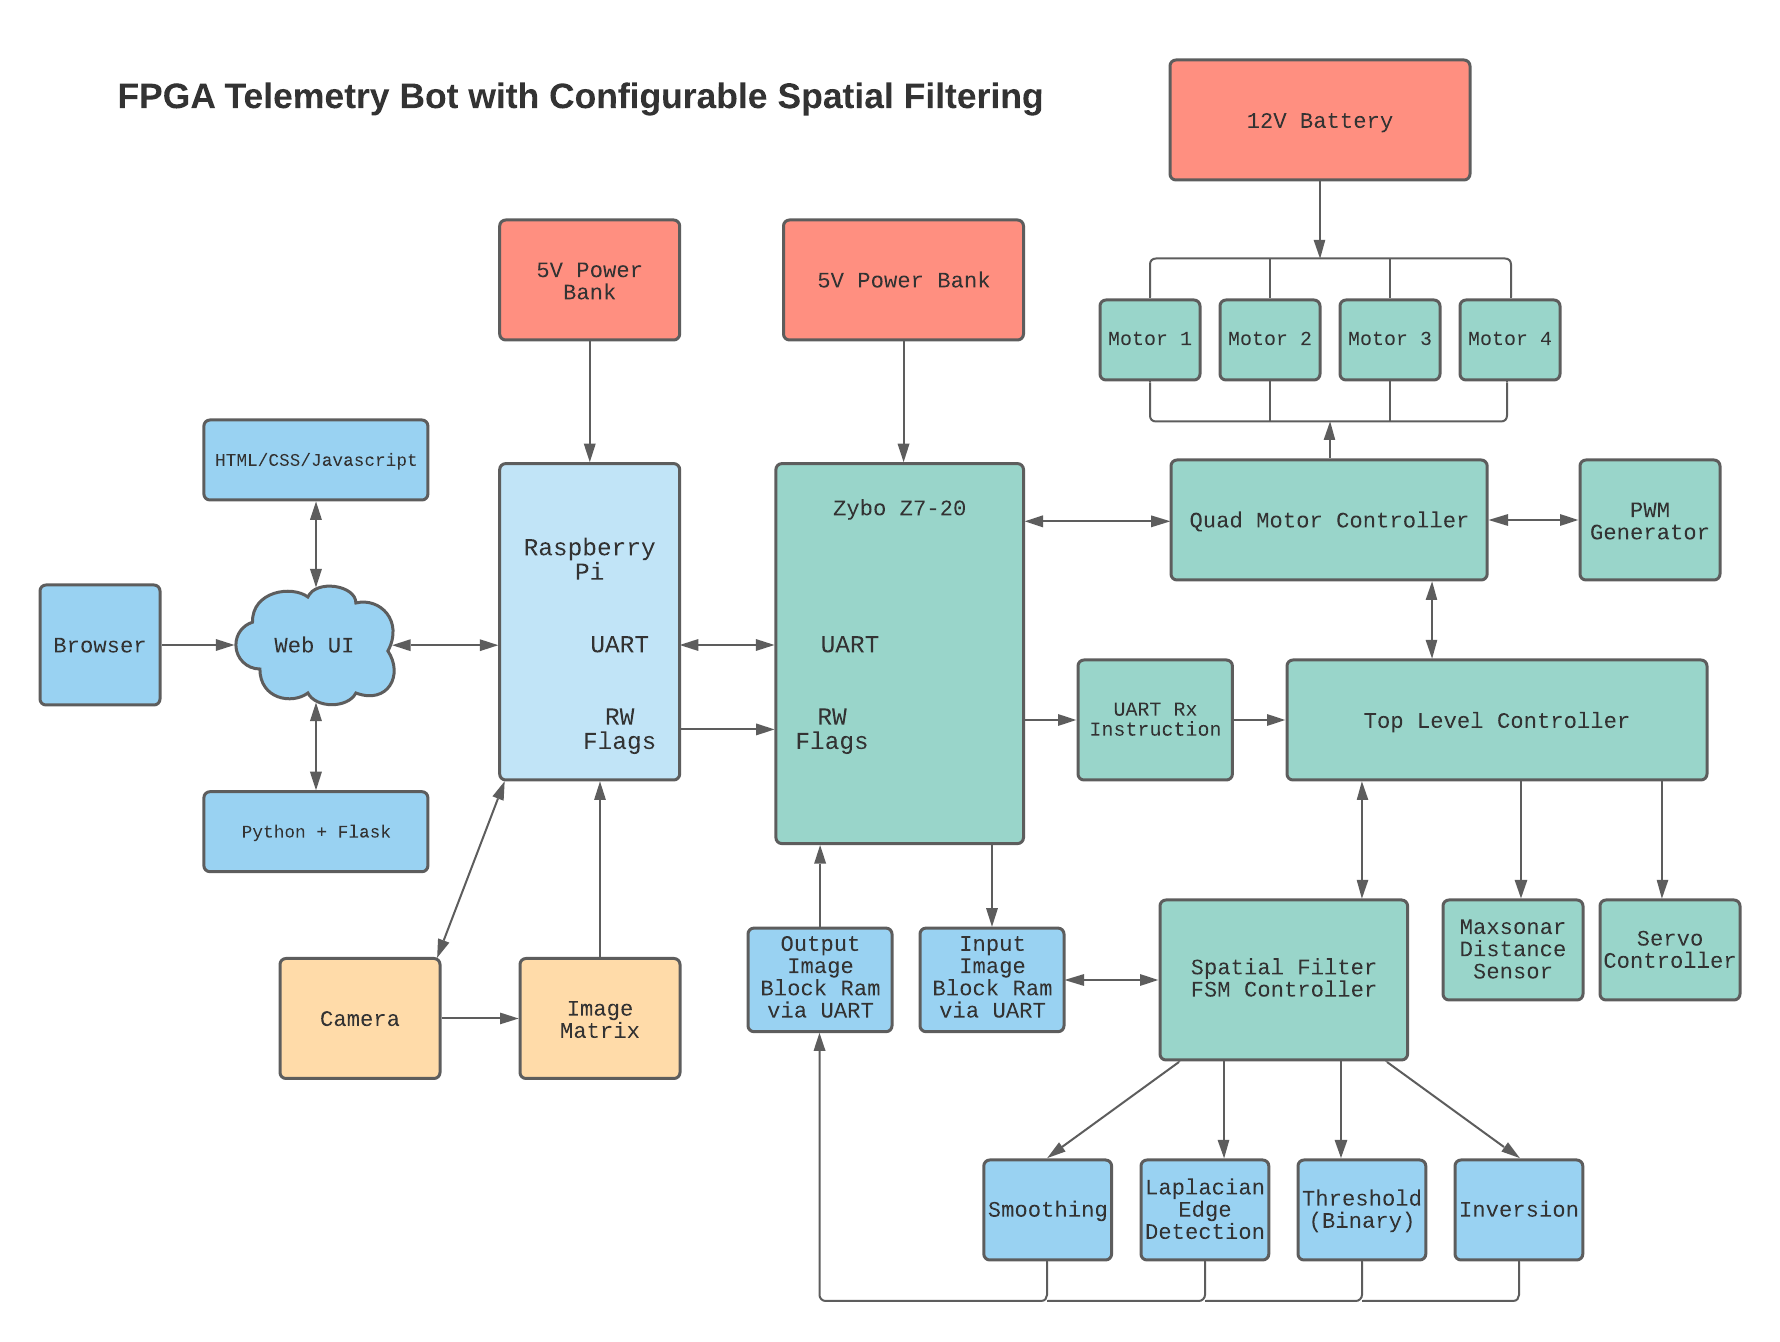 FPGA Telemetry Bot with Configurable Spatial Filtering
12V Battery
5V Power
Bank
5V Power Bank
Motor 1
Motor 2
Motor 3
Motor 4
HTML/CSS/Javascript
Raspberry
Pi
UART
RW
Flags
Zybo Z7-20
UART
RW
Flags
Quad Motor Controller
PWM
Generator
Browser
Web UI
UART Rx
Instruction
Top Level Controller
Python + Flask
Camera
Image
Matrix
Output
Image
Block Ram
via UART
Input
Image
Block Ram
via UART
Spatial Filter
FSM Controller
Maxsonar
Distance
Sensor
Servo
Controller
Smoothing
Laplacian
Edge
Detection
Threshold
(Binary)
Inversion